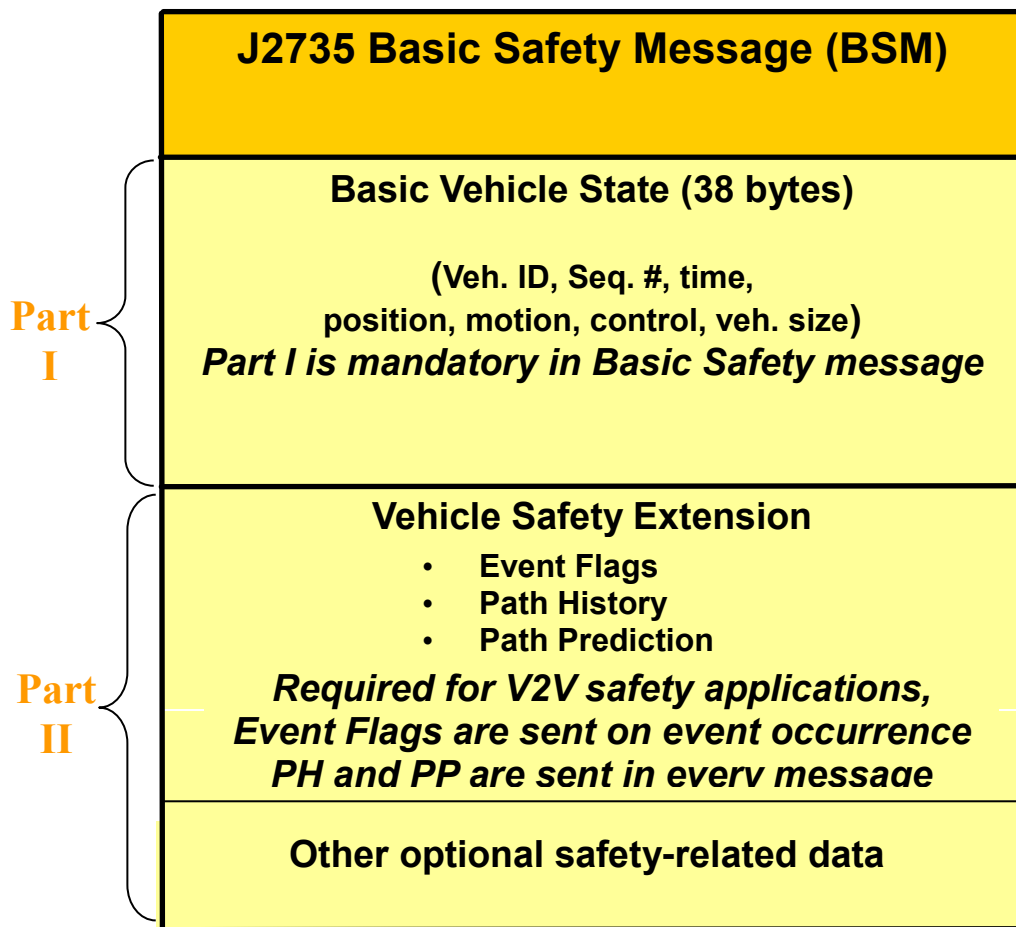 J2735 Basic Safety Message (BSM)
Basic Vehicle State (38 bytes)
(Veh. ID, Seq. #, time,
position, motion, control, veh. size)
Part I is mandatory in Basic Safety message
Part
I
Vehicle Safety Extension
• Event Flags
• Path History
• Path Prediction
Required for V2V safety applications,
Event Flags are sent on event occurrence
PH and PP are sent in every message
Part
II
Other optional safety-related data